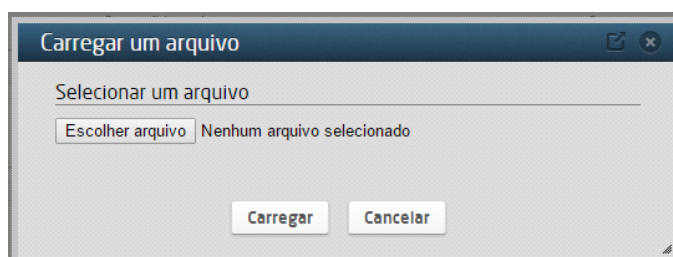 Carregar um arquivo
Selecionar um arquivo
Escolher arquivo Nenhum arquivo selecionado
Carregar Cancelar